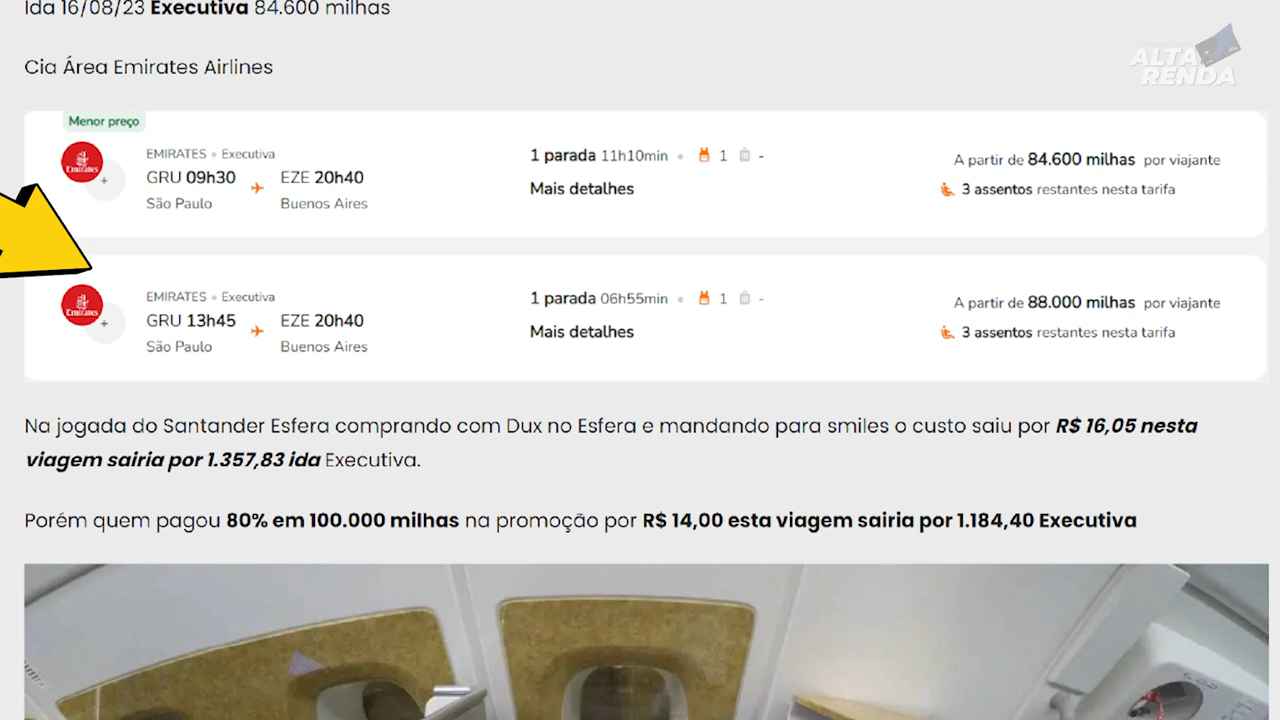 Ida 16/08/23 Executiva 84.600 milhas
ALTA
RENDA
Cia Área Emirates Airlines
Menor preço
Emirates
EMIRATES • Executiva
GRU 09h30
EZE 20h40
São Paulo
Buenos Aires
1 parada 11h10min • 1 -
Mais detalhes
A partir de 84.600 milhas por viajante
3 assentos restantes nesta tarifa
Emirates
EMIRATES • Executiva
GRU 13h45
EZE 20h40
São Paulo
Buenos Aires
1 parada 06h55min • 1 -
Mais detalhes
A partir de 88.000 milhas por viajante
3 assentos restantes nesta tarifa
Na jogada do Santander Esfera comprando com Dux no Esfera e mandando para smiles o custo saiu por R$ 16,05 nesta
viagem sairia por 1.357,83 ida Executiva.
Porém quem pagou 80% em 100.000 milhas na promoção por R$ 14,00 esta viagem sairia por 1.184,40 Executiva